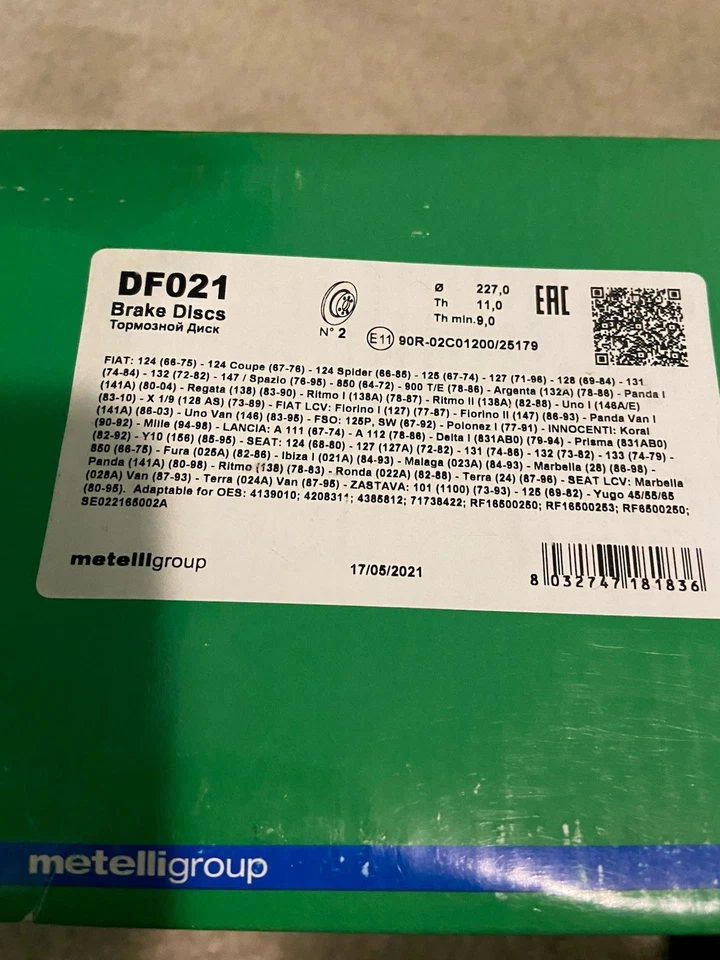 DF021
Brake Discs
Тормозной Диск
N° 2
Ø 227,0
Th 11,0
Th min. 9,0
EAC
E11 90R-02C01200/25179
FIAT: 124 (66-75) - 124 Coupe (67-76) - 124 Spider (66-85) - 125 (67-74) - 127 (71-96) - 128 (69-84) - 131
(74-84) - 132 (72-82) - 147 / Spazio (76-95) - 850 (64-72) - 900 T/E (78-86) - Argenta (132A) (78-86) - Panda I
(141A) (80-04) - Regata (138) (83-90) - Ritmo I (138A) (78-87) - Ritmo II (138A) (82-88) - Uno I (146A/E)
(83-10) - X 1/9 (128 AS) (73-89) - FIAT LCV: Fiorino I (127) (77-87) - Fiorino II (147) (86-93) - Panda Van I
(141A) (86-03) - Uno Van (146) (83-95) - FSO: 125P, SW (67-92) - Polonez I (77-91) - INNOCENTI: Koral
(90-92) - Mille (94-98) - LANCIA: A 111 (67-74) - A 112 (78-86) - Delta I (831AB0) (79-94) - Prisma (831AB0)
(82-92) - Y10 (156) (85-95) - SEAT: 124 (68-80) - 127 (127A) (72-82) - 131 (74-86) - 132 (73-82) - 133 (74-79) -
850 (66-75) - Fura (025A) (82-86) - Ibiza I (021A) (84-93) - Malaga (023A) (84-93) - Marbella (28) (86-98) -
Panda (141A) (80-98) - Ritmo (138) (78-83) - Ronda (022A) (82-88) - Terra (24) (87-96) - SEAT LCV: Marbella
(028A) Van (87-93) - Terra (024A) Van (87-95) - ZASTAVA: 101 (1100) (73-93) - 125 (69-82) - Yugo 45/55/65
(80-95). Adaptable for OES: 4139010; 4208311; 4385812; 71738422; RF16500250; RF16500253; RF6500250;
SE022165002A
metelligroup
17/05/2021
8 032747 181836
metelligroup